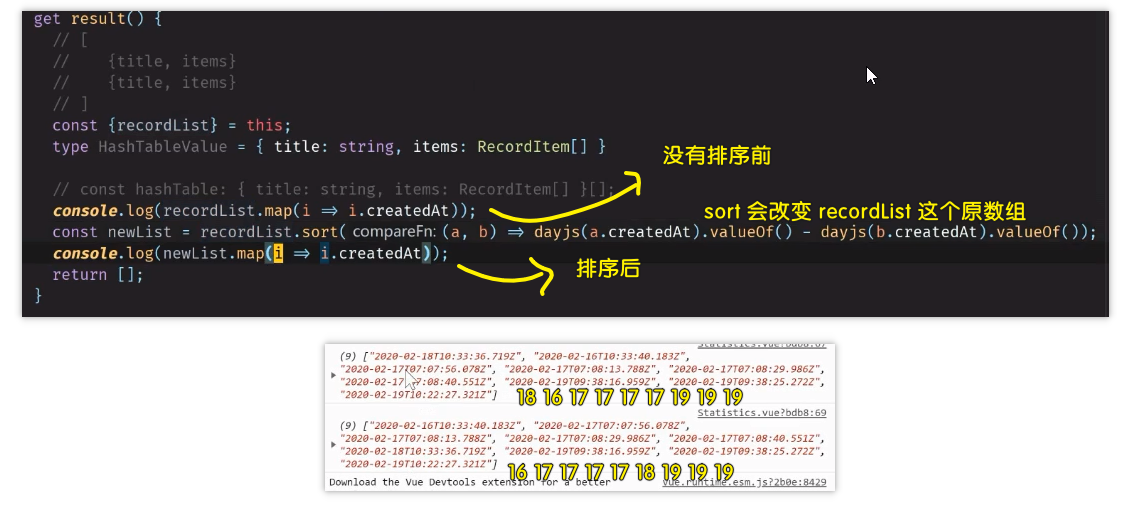 get result() {
// [
//    {title, items}
//    {title, items}
// ]
const {recordList} = this;
type HashTableValue = { title: string, items: RecordItem[] }
没有排序前
// const hashTable: { title: string, items: RecordItem[] }[];
console.log(recordList.map(i => i.createdAt));
sort 会改变 recordList 这个原数组
const newList = recordList.sort( compareFn: (a, b) => dayjs(a.createdAt).valueOf() - dayjs(b.createdAt).valueOf());
console.log(newList.map(i => i.createdAt));
排序后
return [];
}
Statistics.vue?bdb8:67
(9) ["2020-02-18T10:33:36.719Z", "2020-02-16T10:33:40.183Z",
"2020-02-17T07:07:56.078Z", "2020-02-17T07:08:13.788Z", "2020-02-17T07:08:29.986Z",
"2020-02-17T07:08:40.551Z", "2020-02-19T09:38:16.959Z", "2020-02-19T09:38:25.272Z",
"2020-02-19T10:22:27.321Z"]
18 16 17 17 17 17 19 19 19
Statistics.vue?bdb8:69
(9) ["2020-02-16T10:33:40.183Z", "2020-02-17T07:07:56.078Z",
"2020-02-17T07:08:13.788Z", "2020-02-17T07:08:29.986Z", "2020-02-17T07:08:40.551Z",
"2020-02-18T10:33:36.719Z", "2020-02-19T09:38:16.959Z", "2020-02-19T09:38:25.272Z",
"2020-02-19T10:22:27.321Z"]
16 17 17 17 17 18 19 19 19
Download the Vue Devtools extension for a better
vue.runtime.esm.js?2b0e:8429